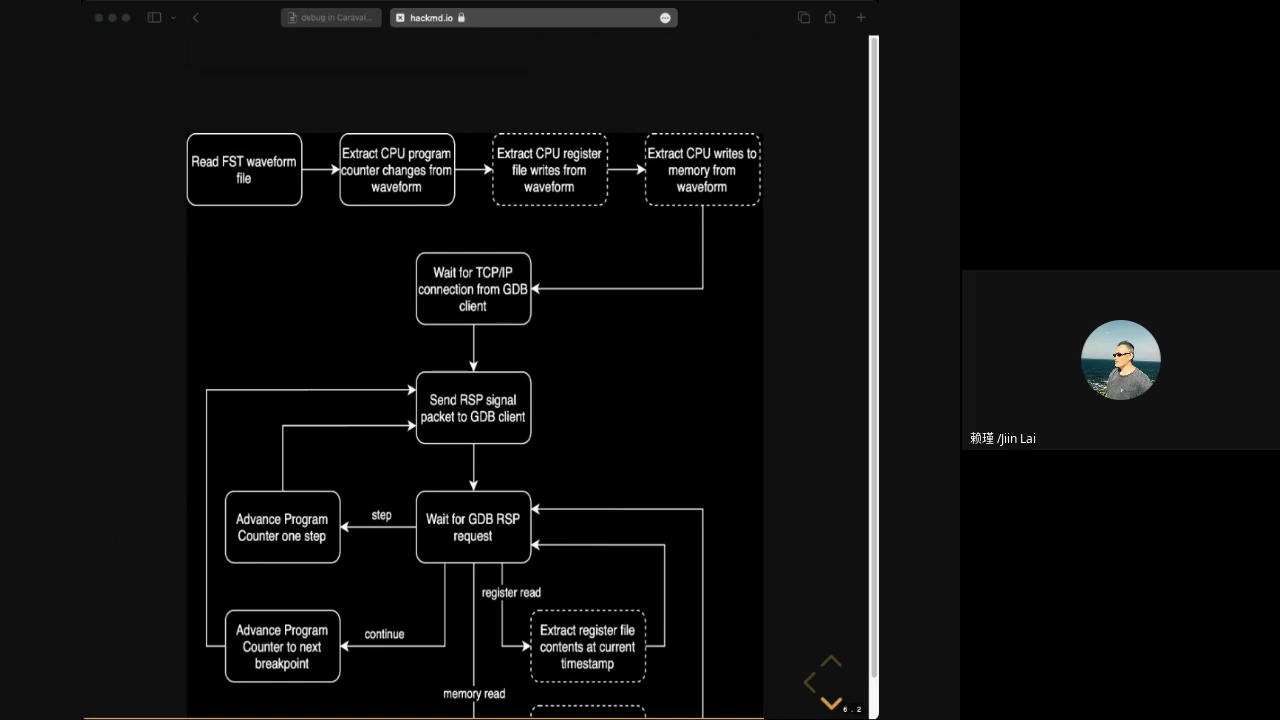 debug in Caraval...
hackmd.io
Read FST waveform
file
Extract CPU program
counter changes from
waveform
Extract CPU register
file writes from
waveform
Extract CPU writes to
memory from
waveform
Wait for TCP/IP
connection from GDB
client
Send RSP signal
packet to GDB client
Advance Program
Counter one step
step
Wait for GDB RSP
request
register read
Advance Program
Counter to next
breakpoint
continue
Extract register file
contents at current
timestamp
memory read
6 . 2
赖瑾 /Jiin Lai